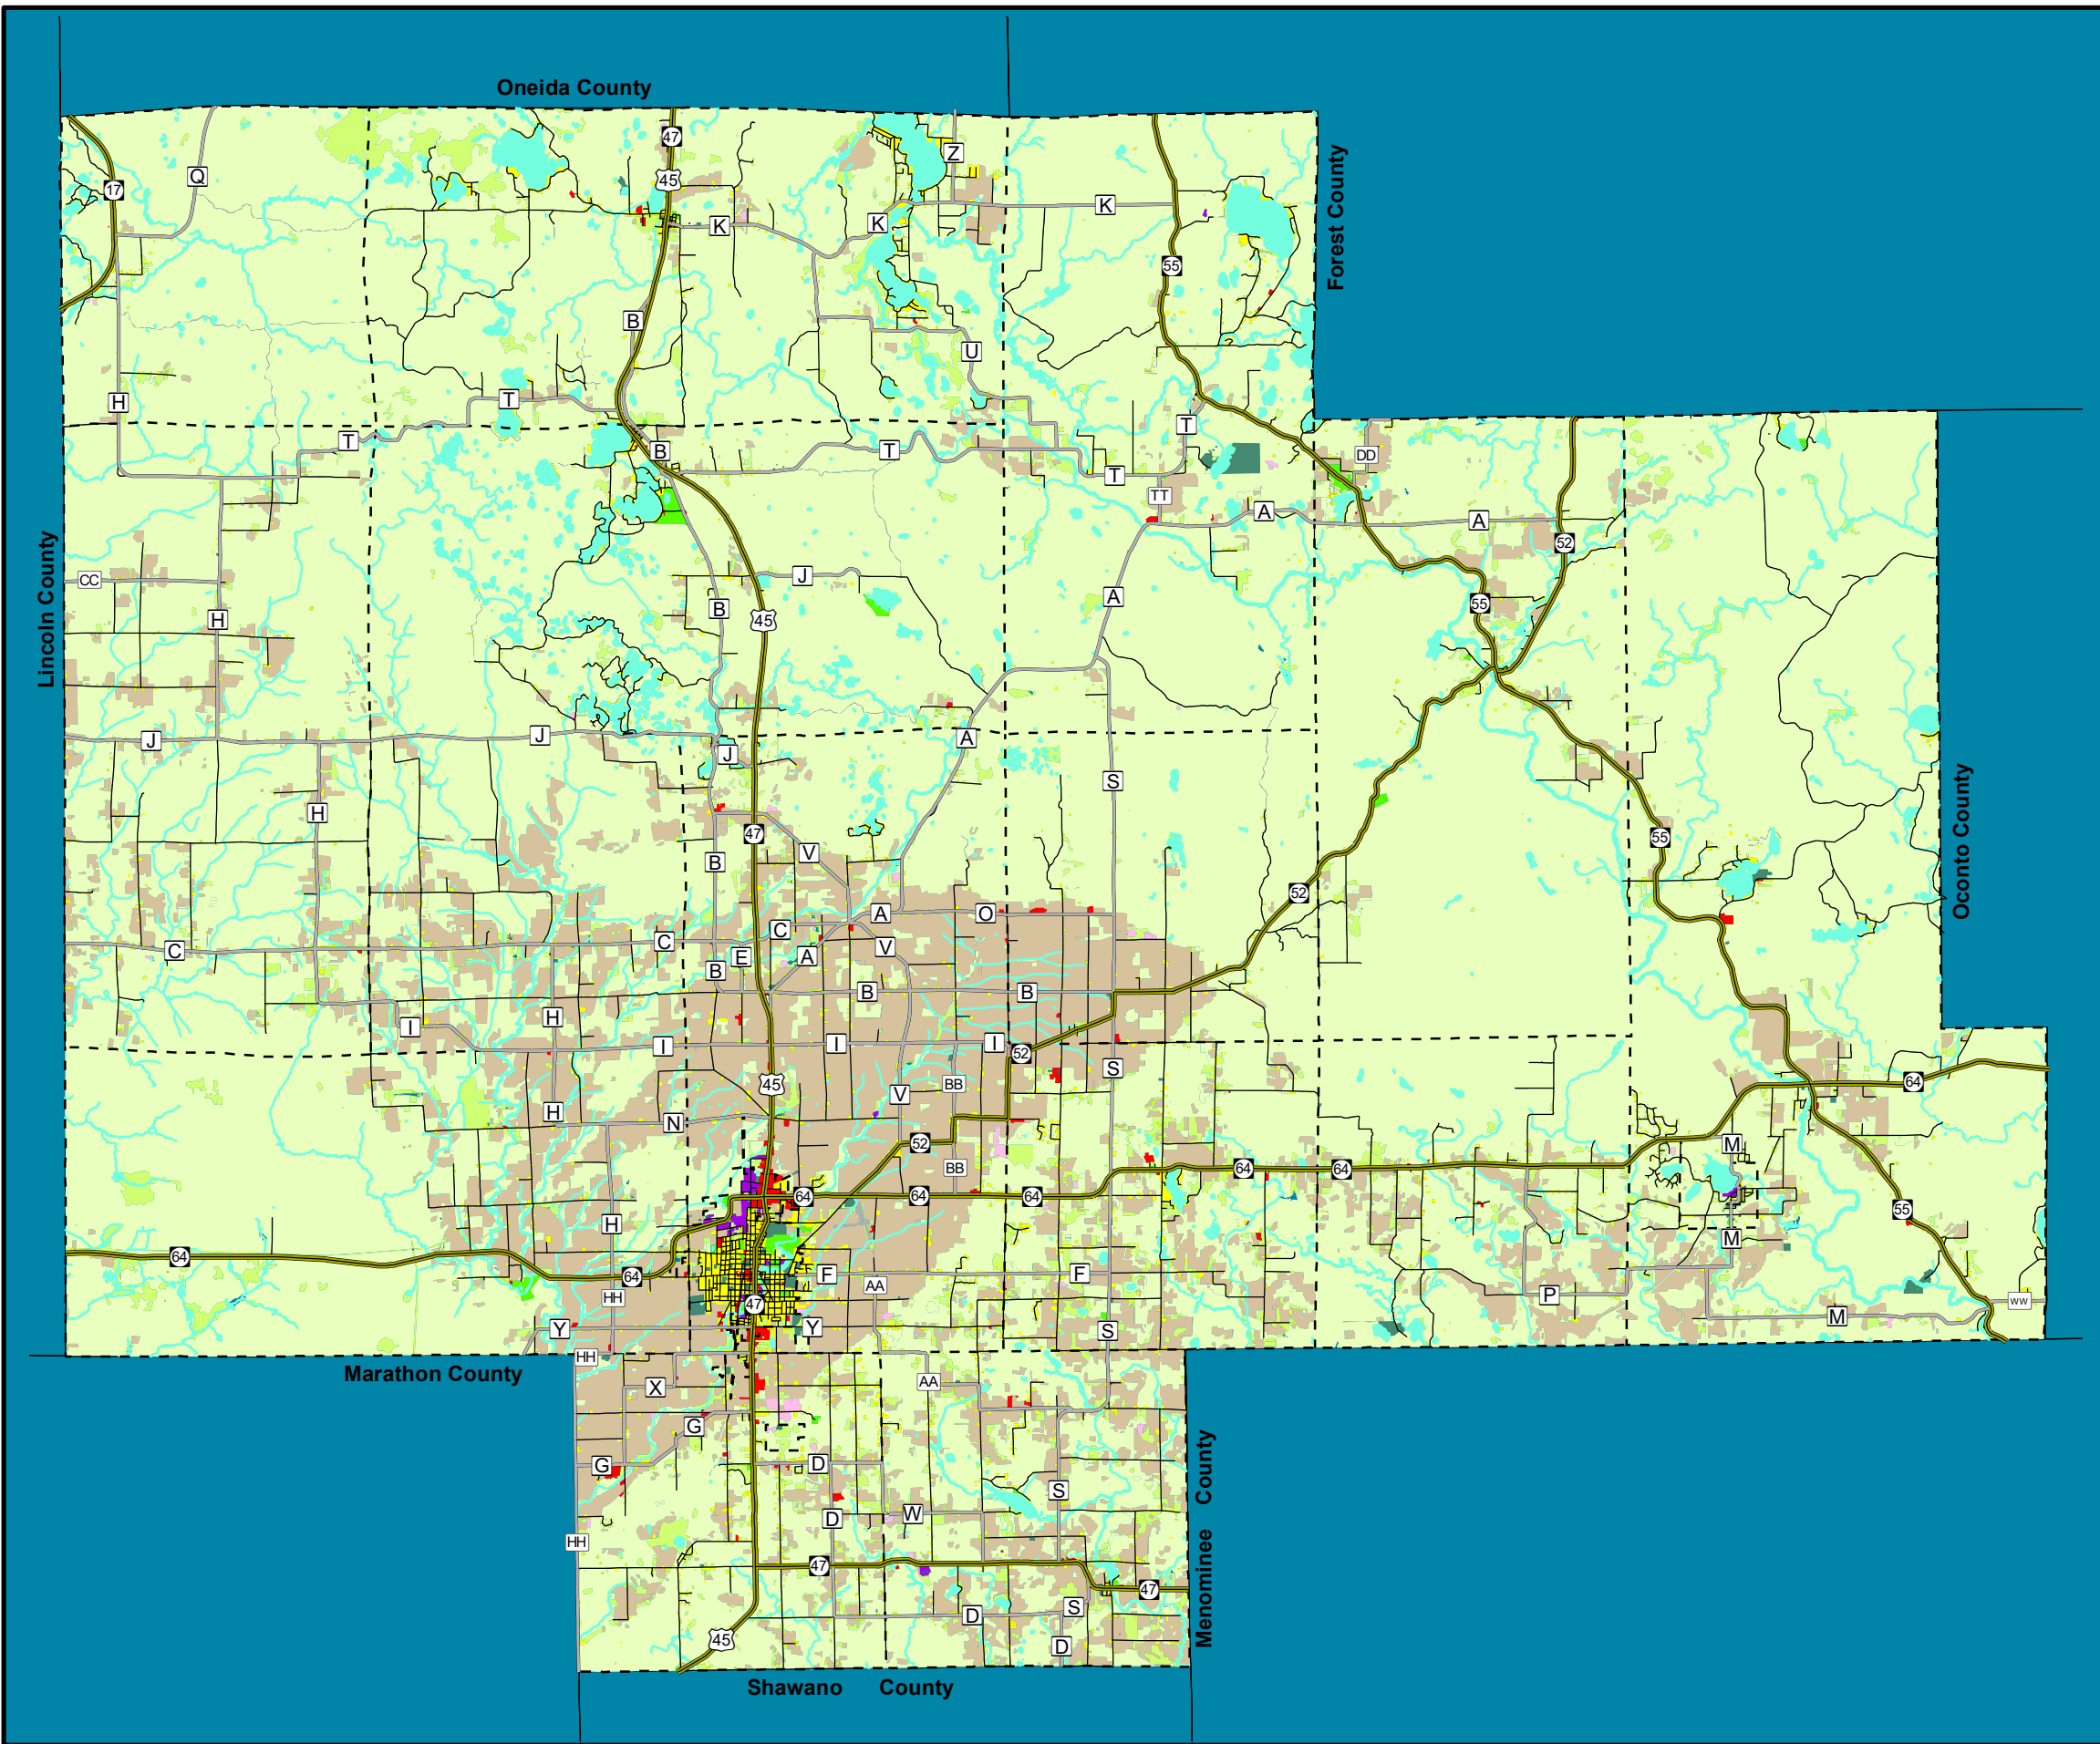 Oneida County
47
Z
17
Q
45
Forest County
K
K
K
55
B
U
H
T
T
T
B
T
DD
T
TT
A
A
52
Lincoln County
CC
J
A
55
B
H
45
J
J
A
J
S
H
47
55
V
B
Oconto County
52
A
O
C
C
C
V
E
A
B
B
B
H
I
I
I
I
52
S
64
45
BB
V
H
N
52
M
BB
64
64
64
64
64
55
H
M
64
64
F
F
AA
P
HH
WW
47
M
Y
Y
S
HH
Marathon County
AA
X
G
Menominee County
G
D
S
D
W
HH
47
47
S
D
45
D
Shawano County